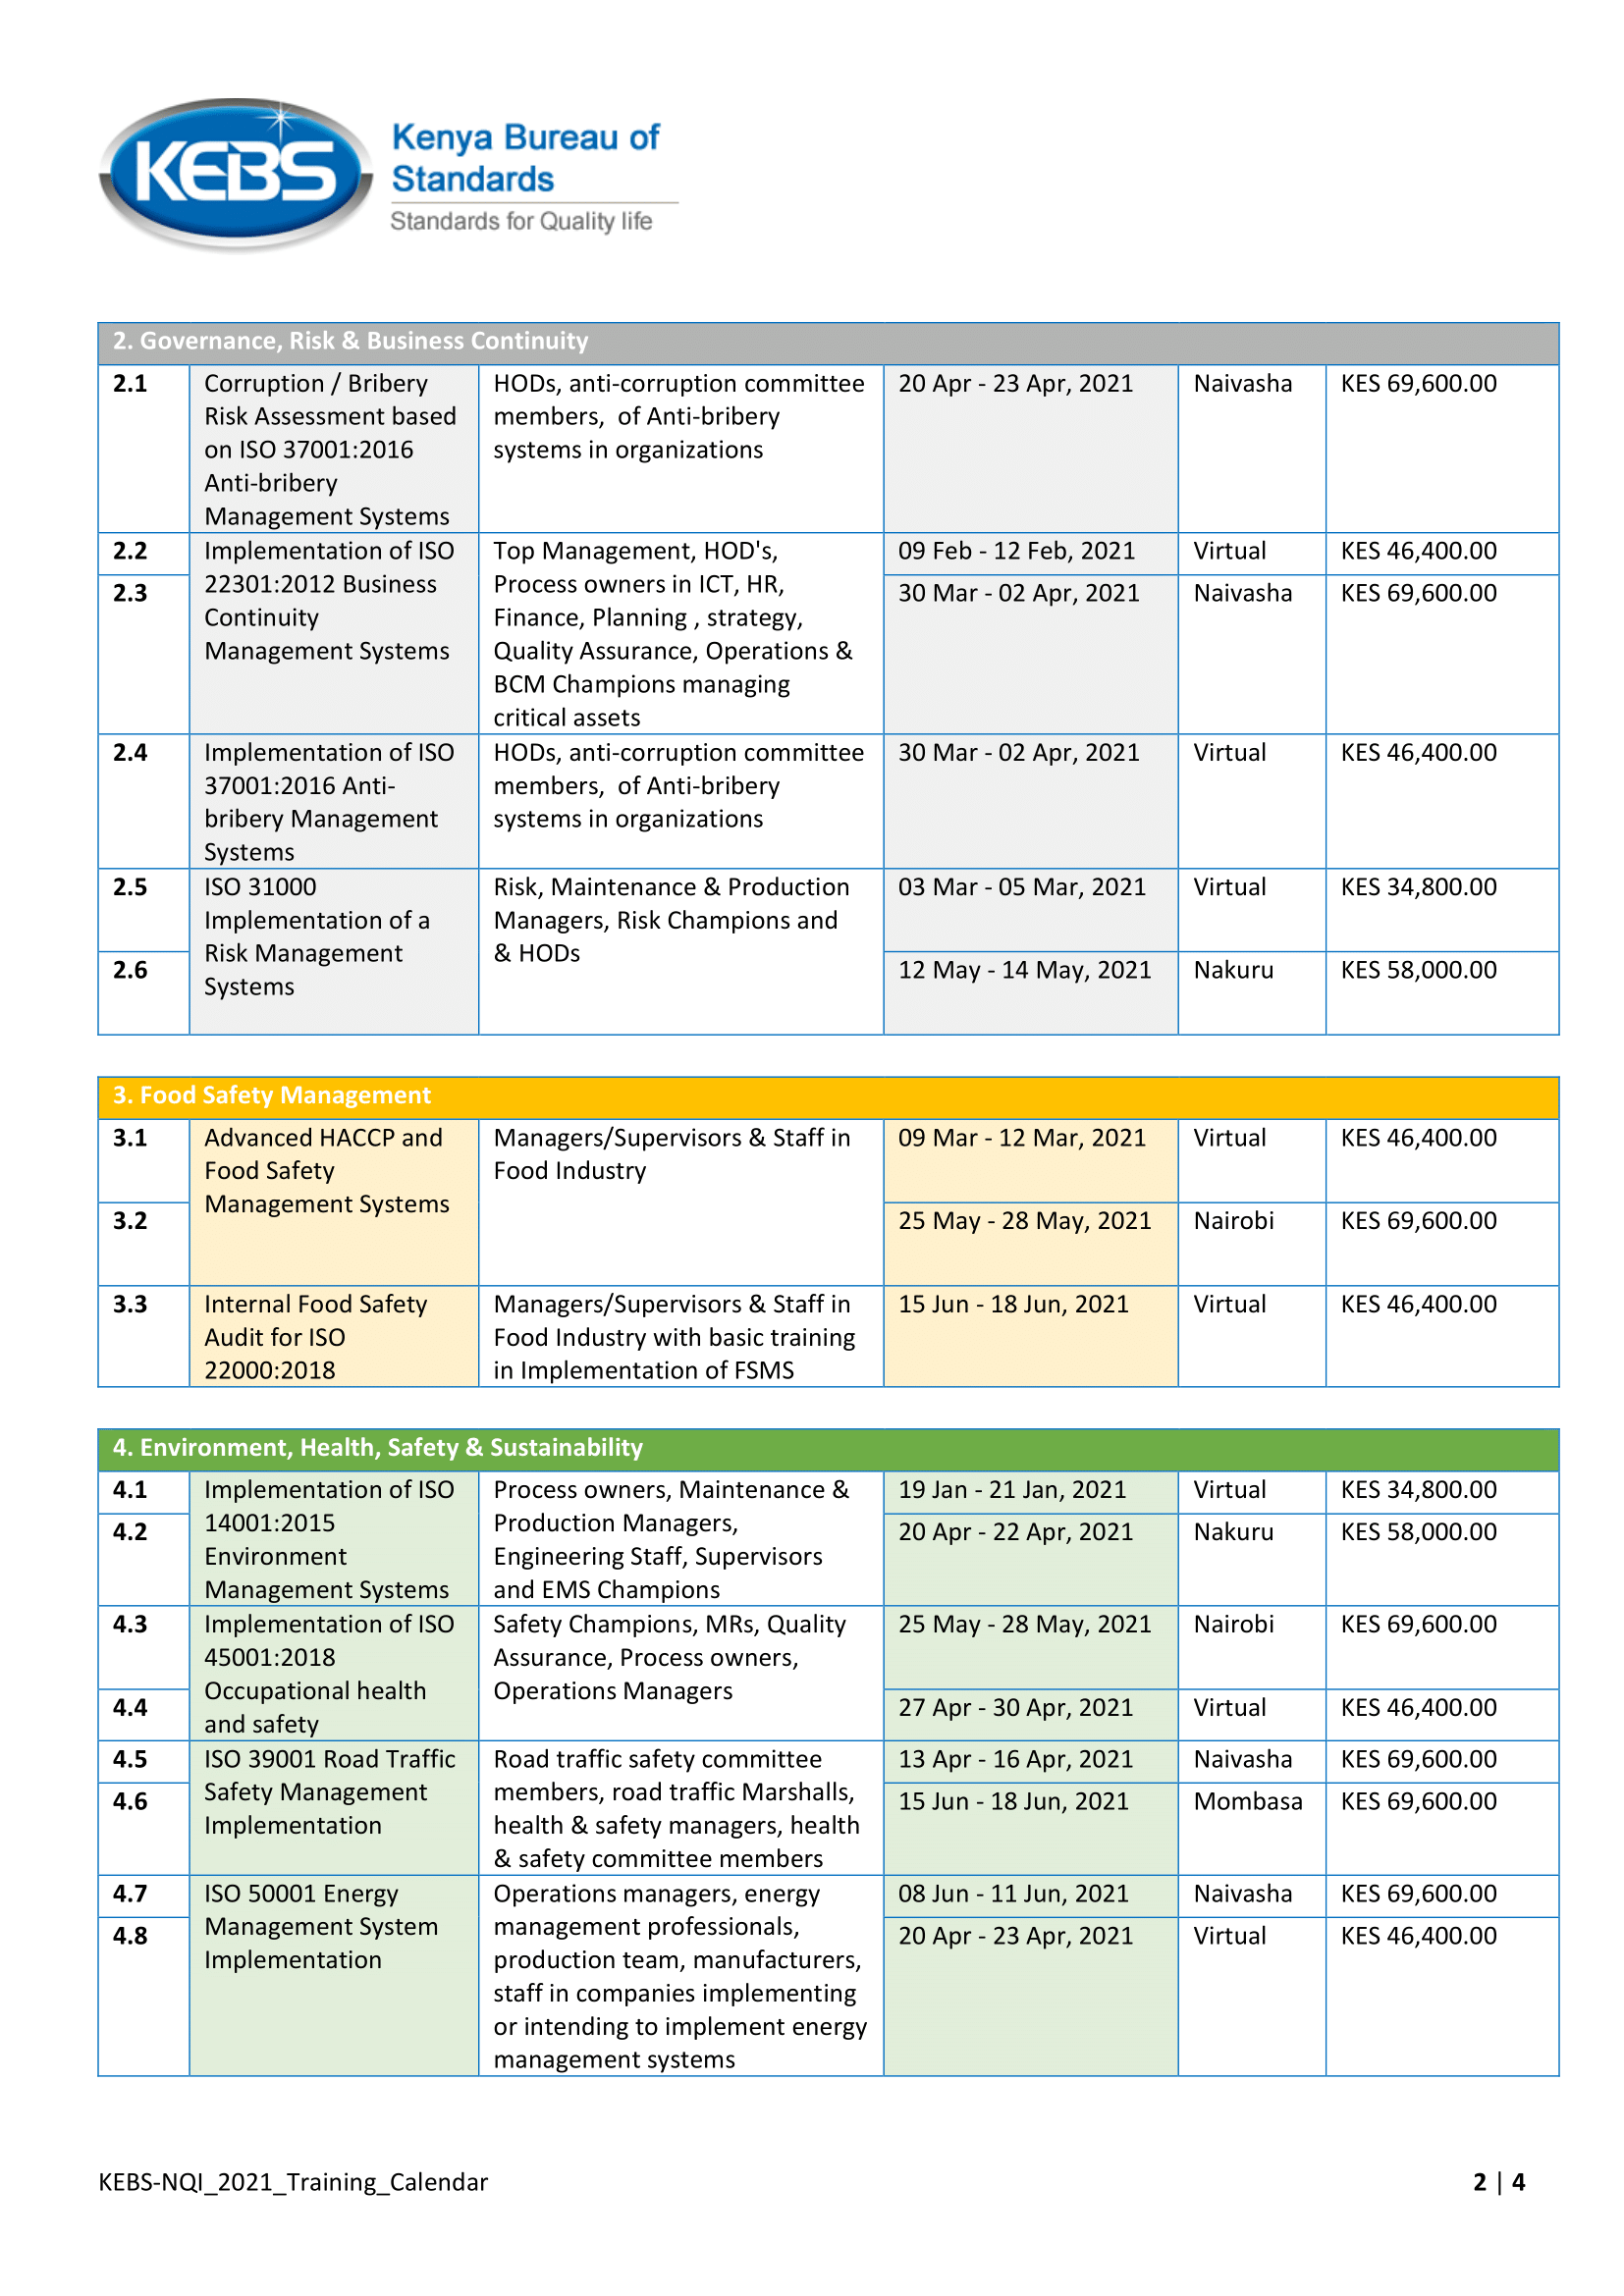 KEBS
Kenya Bureau of
Standards
Standards for Quality life
2. Governance, Risk & Business Continuity
2.1
Corruption / Bribery
Risk Assessment based
on ISO 37001:2016
Anti-bribery
Management Systems
HODs, anti-corruption committee
members,  of Anti-bribery
systems in organizations
20 Apr - 23 Apr, 2021
Naivasha
KES 69,600.00
2.2
Implementation of ISO
22301:2012 Business
Continuity
Management Systems
Top Management, HOD's,
Process owners in ICT, HR,
Finance, Planning , strategy,
Quality Assurance, Operations &
BCM Champions managing
critical assets
09 Feb - 12 Feb, 2021
Virtual
KES 46,400.00
2.3
30 Mar - 02 Apr, 2021
Naivasha
KES 69,600.00
2.4
Implementation of ISO
37001:2016 Anti-
bribery Management
Systems
HODs, anti-corruption committee
members,  of Anti-bribery
systems in organizations
30 Mar - 02 Apr, 2021
Virtual
KES 46,400.00
2.5
ISO 31000
Implementation of a
Risk Management
Systems
Risk, Maintenance & Production
Managers, Risk Champions and
& HODs
03 Mar - 05 Mar, 2021
Virtual
KES 34,800.00
2.6
12 May - 14 May, 2021
Nakuru
KES 58,000.00
3. Food Safety Management
3.1
Advanced HACCP and
Food Safety
Management Systems
Managers/Supervisors & Staff in
Food Industry
09 Mar - 12 Mar, 2021
Virtual
KES 46,400.00
3.2
25 May - 28 May, 2021
Nairobi
KES 69,600.00
3.3
Internal Food Safety
Audit for ISO
22000:2018
Managers/Supervisors & Staff in
Food Industry with basic training
in Implementation of FSMS
15 Jun - 18 Jun, 2021
Virtual
KES 46,400.00
4. Environment, Health, Safety & Sustainability
4.1
Implementation of ISO
14001:2015
Environment
Management Systems
Process owners, Maintenance &
Production Managers,
Engineering Staff, Supervisors
and EMS Champions
19 Jan - 21 Jan, 2021
Virtual
KES 34,800.00
4.2
20 Apr - 22 Apr, 2021
Nakuru
KES 58,000.00
4.3
Implementation of ISO
45001:2018
Occupational health
and safety
Safety Champions, MRs, Quality
Assurance, Process owners,
Operations Managers
25 May - 28 May, 2021
Nairobi
KES 69,600.00
4.4
27 Apr - 30 Apr, 2021
Virtual
KES 46,400.00
4.5
ISO 39001 Road Traffic
Safety Management
Implementation
Road traffic safety committee
members, road traffic Marshalls,
health & safety managers, health
& safety committee members
13 Apr - 16 Apr, 2021
Naivasha
KES 69,600.00
4.6
15 Jun - 18 Jun, 2021
Mombasa
KES 69,600.00
4.7
ISO 50001 Energy
Management System
Implementation
Operations managers, energy
management professionals,
production team, manufacturers,
staff in companies implementing
or intending to implement energy
management systems
08 Jun - 11 Jun, 2021
Naivasha
KES 69,600.00
4.8
20 Apr - 23 Apr, 2021
Virtual
KES 46,400.00
KEBS-NQI_2021_Training_Calendar
2 | 4